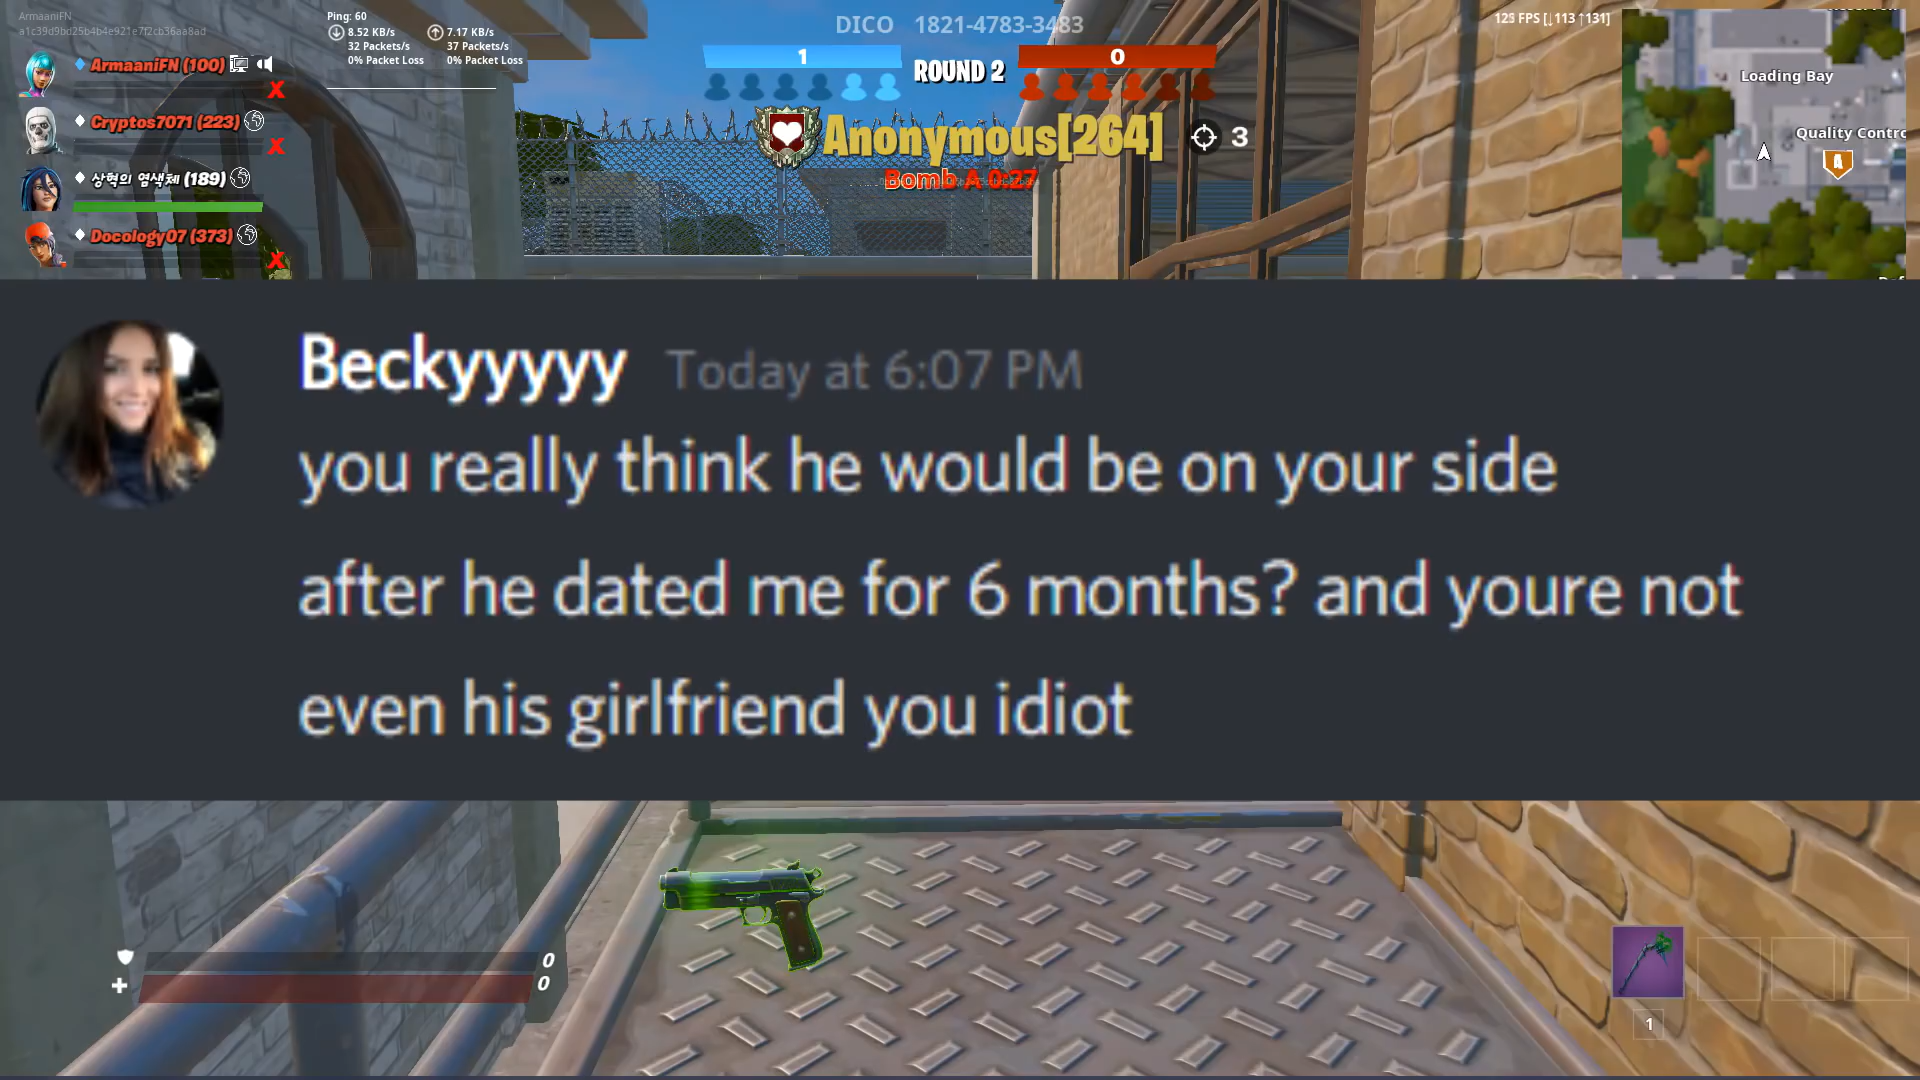 ArmaaniFN
a1c39d9bd25b4b4e921e7f2cb36aa8ad
Ping: 60
8.52 KB/s 7.17 KB/s
32 Packets/s 37 Packets/s
0% Packet Loss 0% Packet Loss
DICO 1821-4783-3483
125 FPS [↓113 ↑131]
1 ROUND 2 0
Anonymous[264] 3
Bomb A 0:27
ArmaaniFN (100)
X
Cryptos7071 (223)
X
상혁의 염색체 (189)
Docology07 (373)
X
Loading Bay
Quality Contro
A
Beckyyyyy Today at 6:07 PM
you really think he would be on your side
after he dated me for 6 months? and youre not
even his girlfriend you idiot
0
0
1